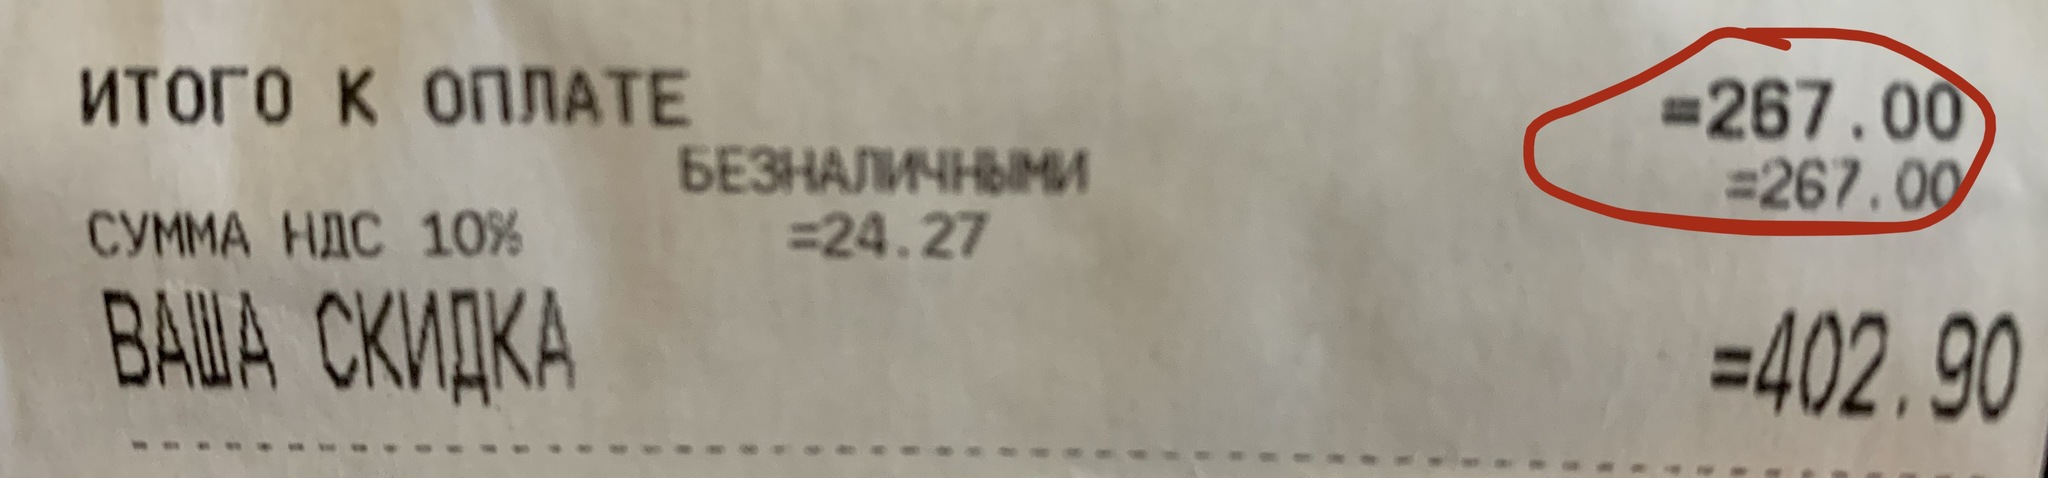 ИТОГО К ОПЛАТЕ =267.00
БЕЗНАЛИЧНЫМИ =267.00
СУММА НДС 10% =24.27
ВАША СКИДКА =402.90